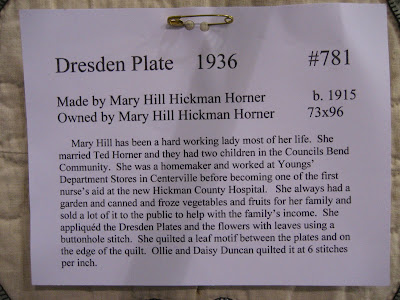 Dresden Plate 1936 #781
Made by Mary Hill Hickman Horner b. 1915
Owned by Mary Hill Hickman Horner 73x96
Mary Hill has been a hard working lady most of her life. She
married Ted Horner and they had two children in the Councils Bend
Community. She was a homemaker and worked at Youngs'
Department Stores in Centerville before becoming one of the first
nurse's aid at the new Hickman County Hospital. She always had a
garden and canned and froze vegetables and fruits for her family and
sold a lot of it to the public to help with the family's income. She
appliquéd the Dresden Plates and the flowers with leaves using a
buttonhole stitch. She quilted a leaf motif between the plates and on
the edge of the quilt. Ollie and Daisy Duncan quilted it at 6 stitches
per inch.